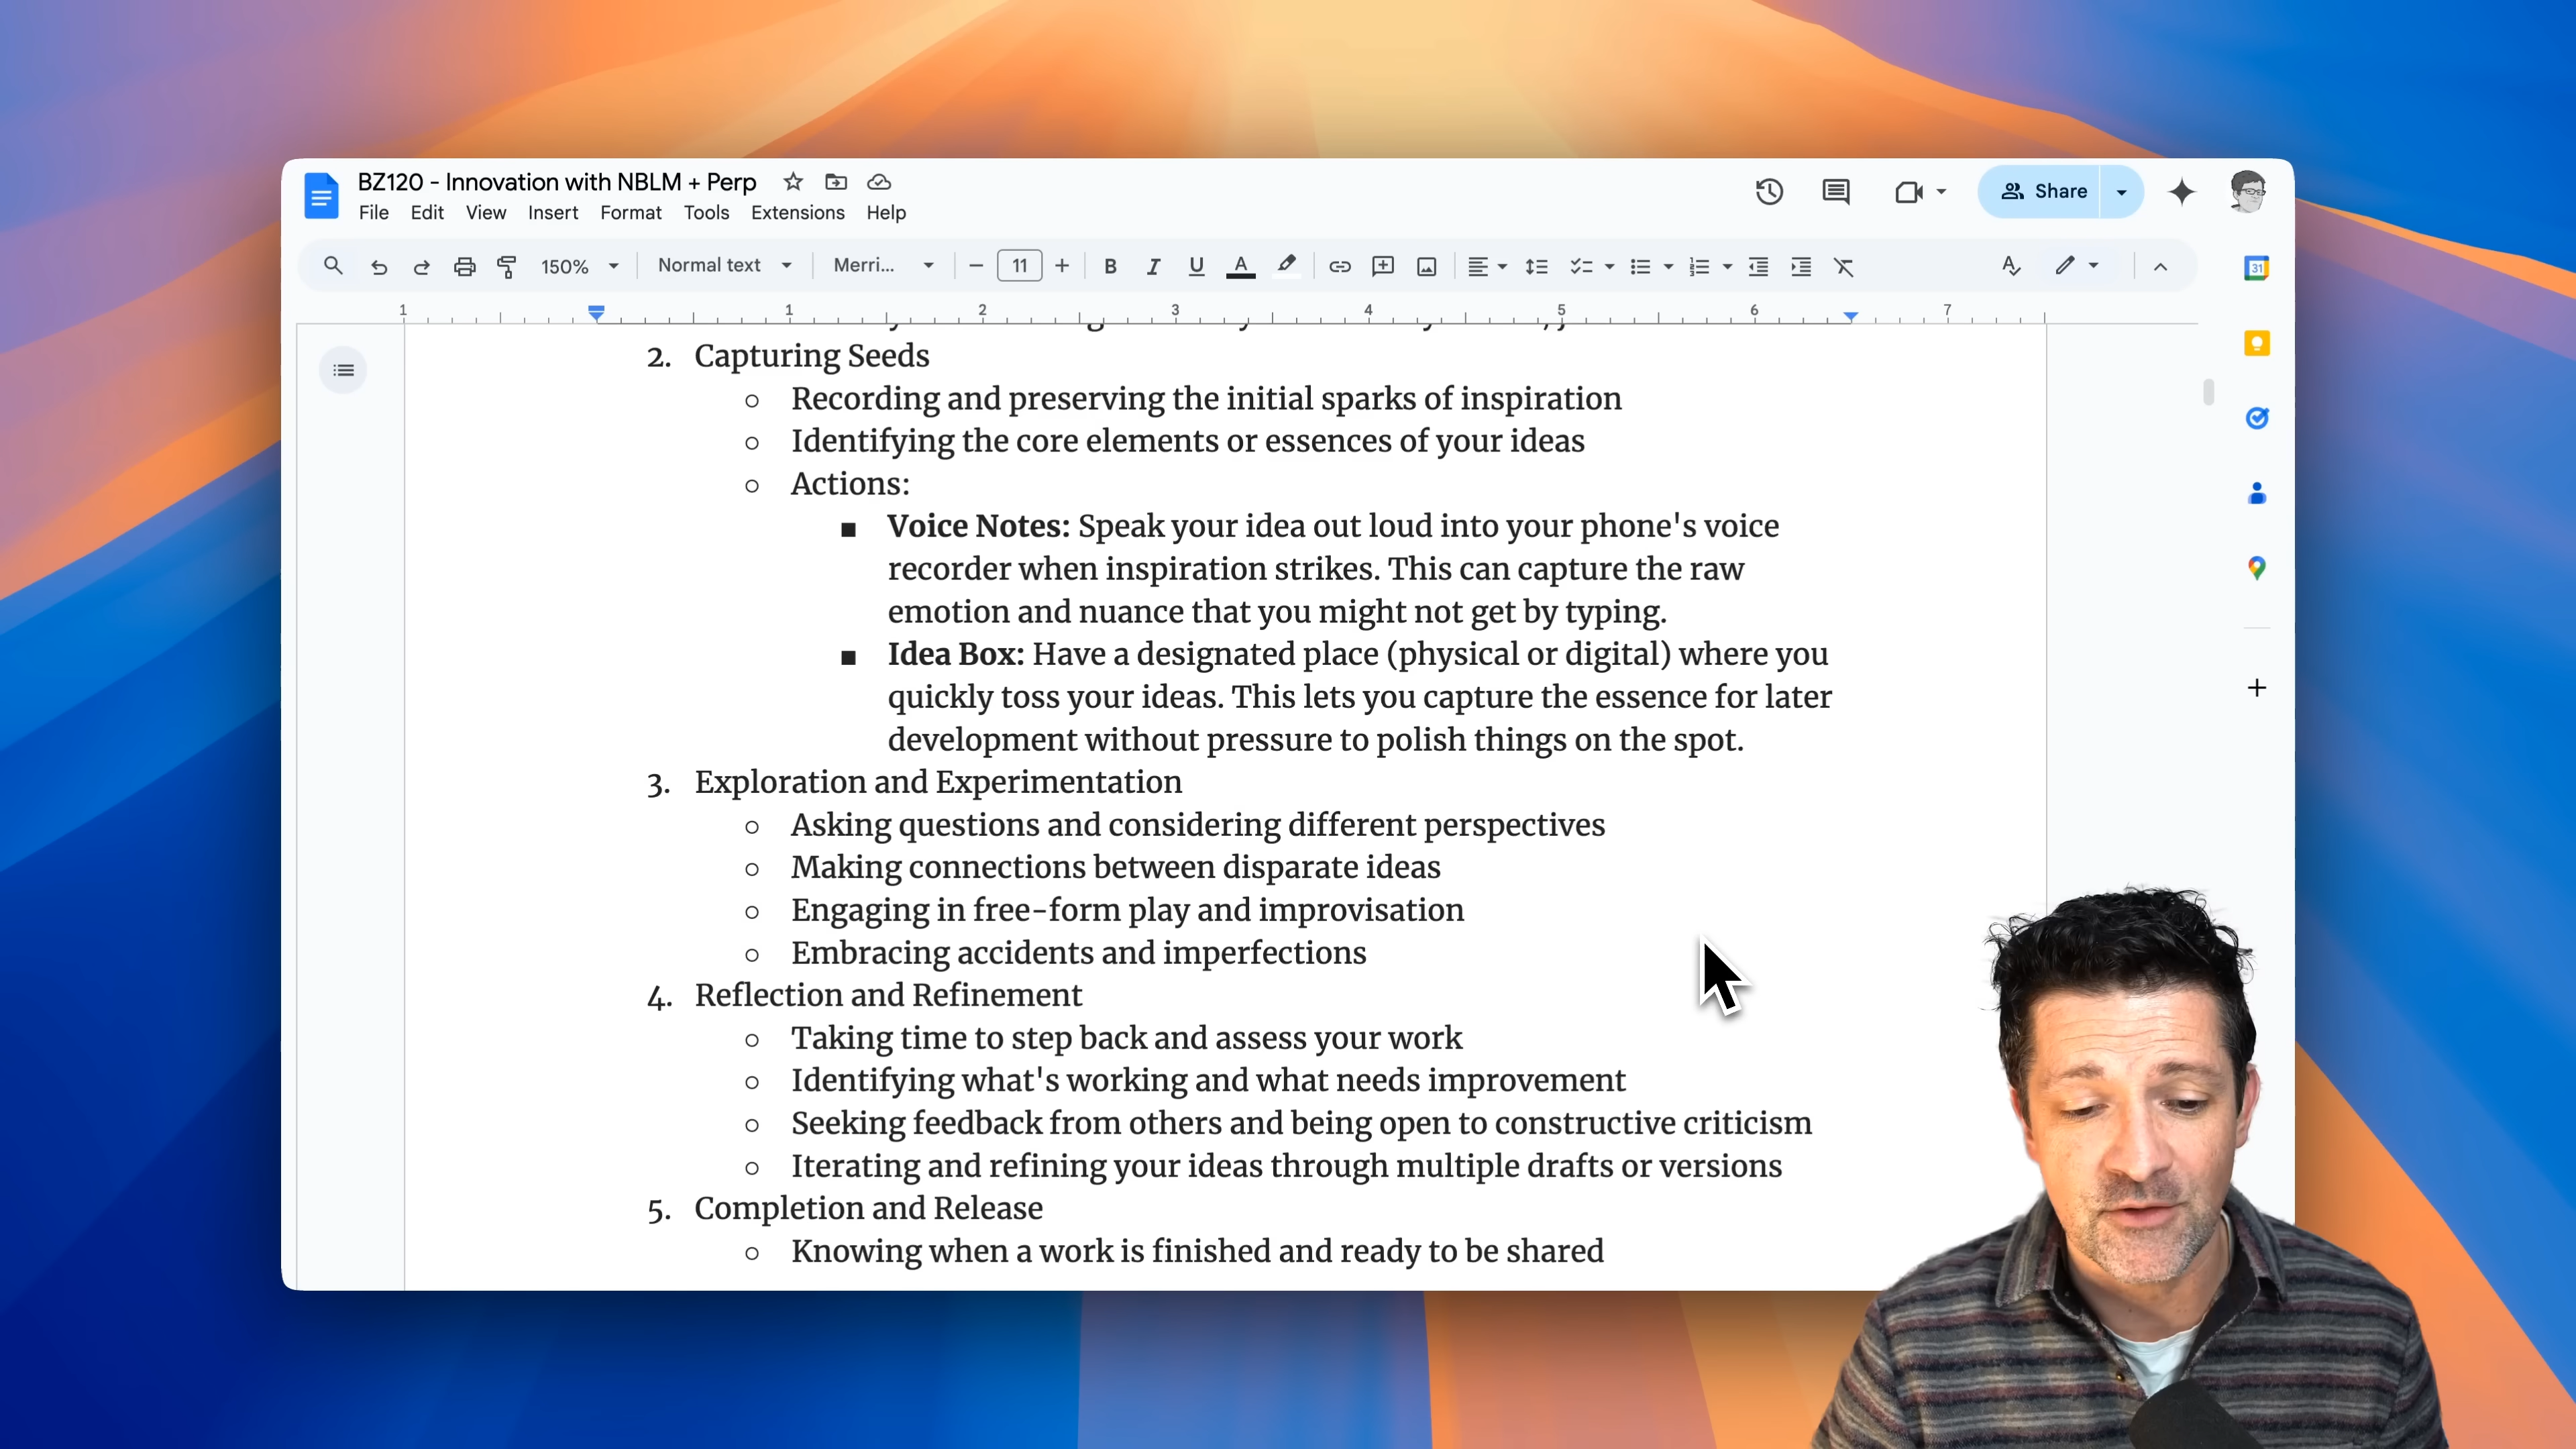 BZ120 - Innovation with NBLM + Perp
File Edit View Insert Format Tools Extensions Help
Share
150% Normal text Merri... 11
1 1 2 3 4 5 6 7
2. Capturing Seeds
○ Recording and preserving the initial sparks of inspiration
○ Identifying the core elements or essences of your ideas
○ Actions:
■ Voice Notes: Speak your idea out loud into your phone's voice
recorder when inspiration strikes. This can capture the raw
emotion and nuance that you might not get by typing.
■ Idea Box: Have a designated place (physical or digital) where you
quickly toss your ideas. This lets you capture the essence for later
development without pressure to polish things on the spot.
3. Exploration and Experimentation
○ Asking questions and considering different perspectives
○ Making connections between disparate ideas
○ Engaging in free-form play and improvisation
○ Embracing accidents and imperfections
4. Reflection and Refinement
○ Taking time to step back and assess your work
○ Identifying what's working and what needs improvement
○ Seeking feedback from others and being open to constructive criticism
○ Iterating and refining your ideas through multiple drafts or versions
5. Completion and Release
○ Knowing when a work is finished and ready to be shared
31